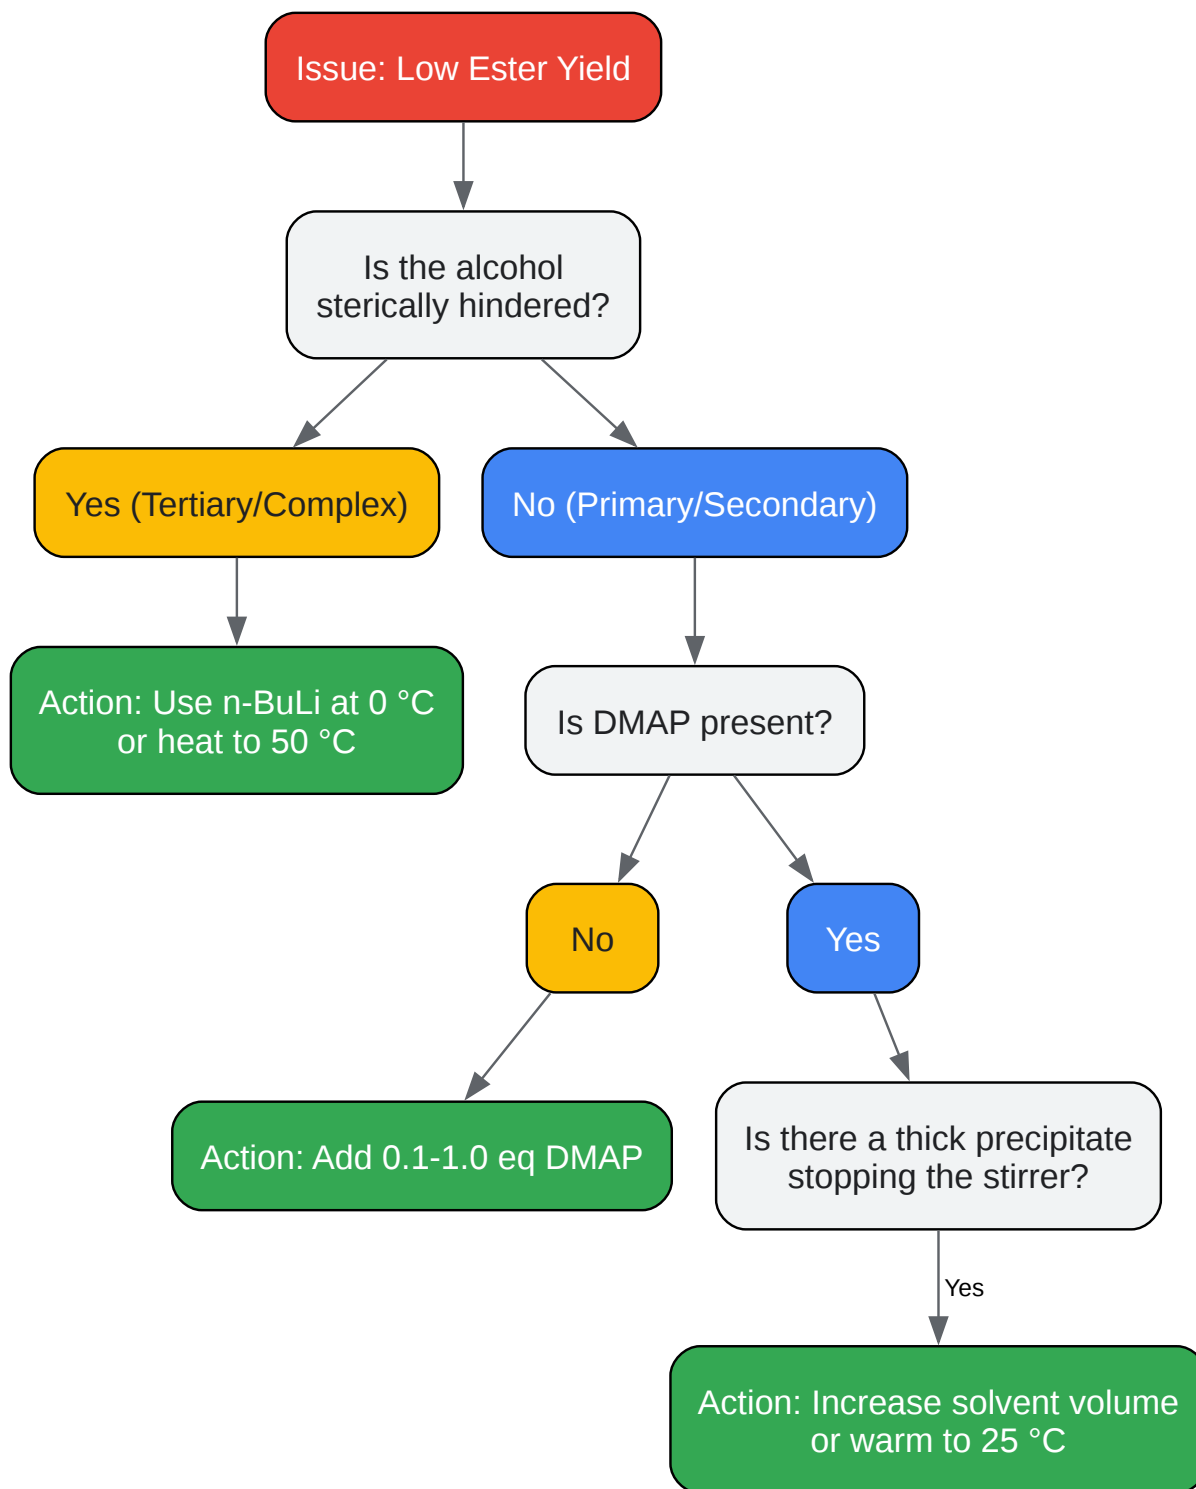 Issue: Low Ester Yield
Is the alcohol
sterically hindered?
Yes (Tertiary/Complex)
No (Primary/Secondary)
Action: Use n-BuLi at 0 °C
or heat to 50 °C
Is DMAP present?
No
Yes
Action: Add 0.1-1.0 eq DMAP
Is there a thick precipitate
stopping the stirrer?
Yes
Action: Increase solvent volume
or warm to 25 °C